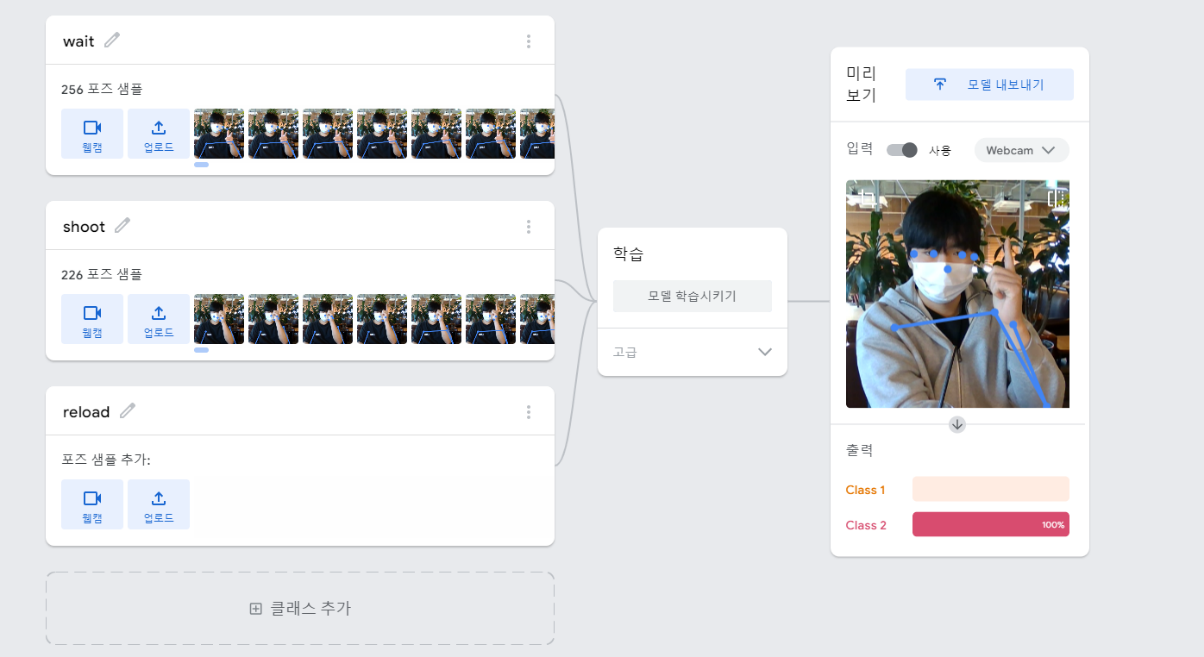 wait
256 포즈 샘플
웹캠
업로드
shoot
226 포즈 샘플
웹캠
업로드
reload
포즈 샘플 추가:
웹캠
업로드
클래스 추가
학습
모델 학습시키기
고급
미리
보기
모델 내보내기
입력
사용
Webcam
출력
Class 1
Class 2
100%